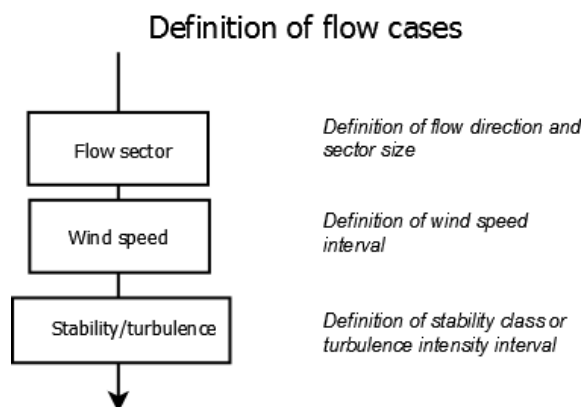 Definition of flow cases
Flow sector
Definition of flow direction and
sector size
Wind speed
Definition of wind speed
interval
Stability/turbulence
Definition of stability class or
turbulence intensity interval